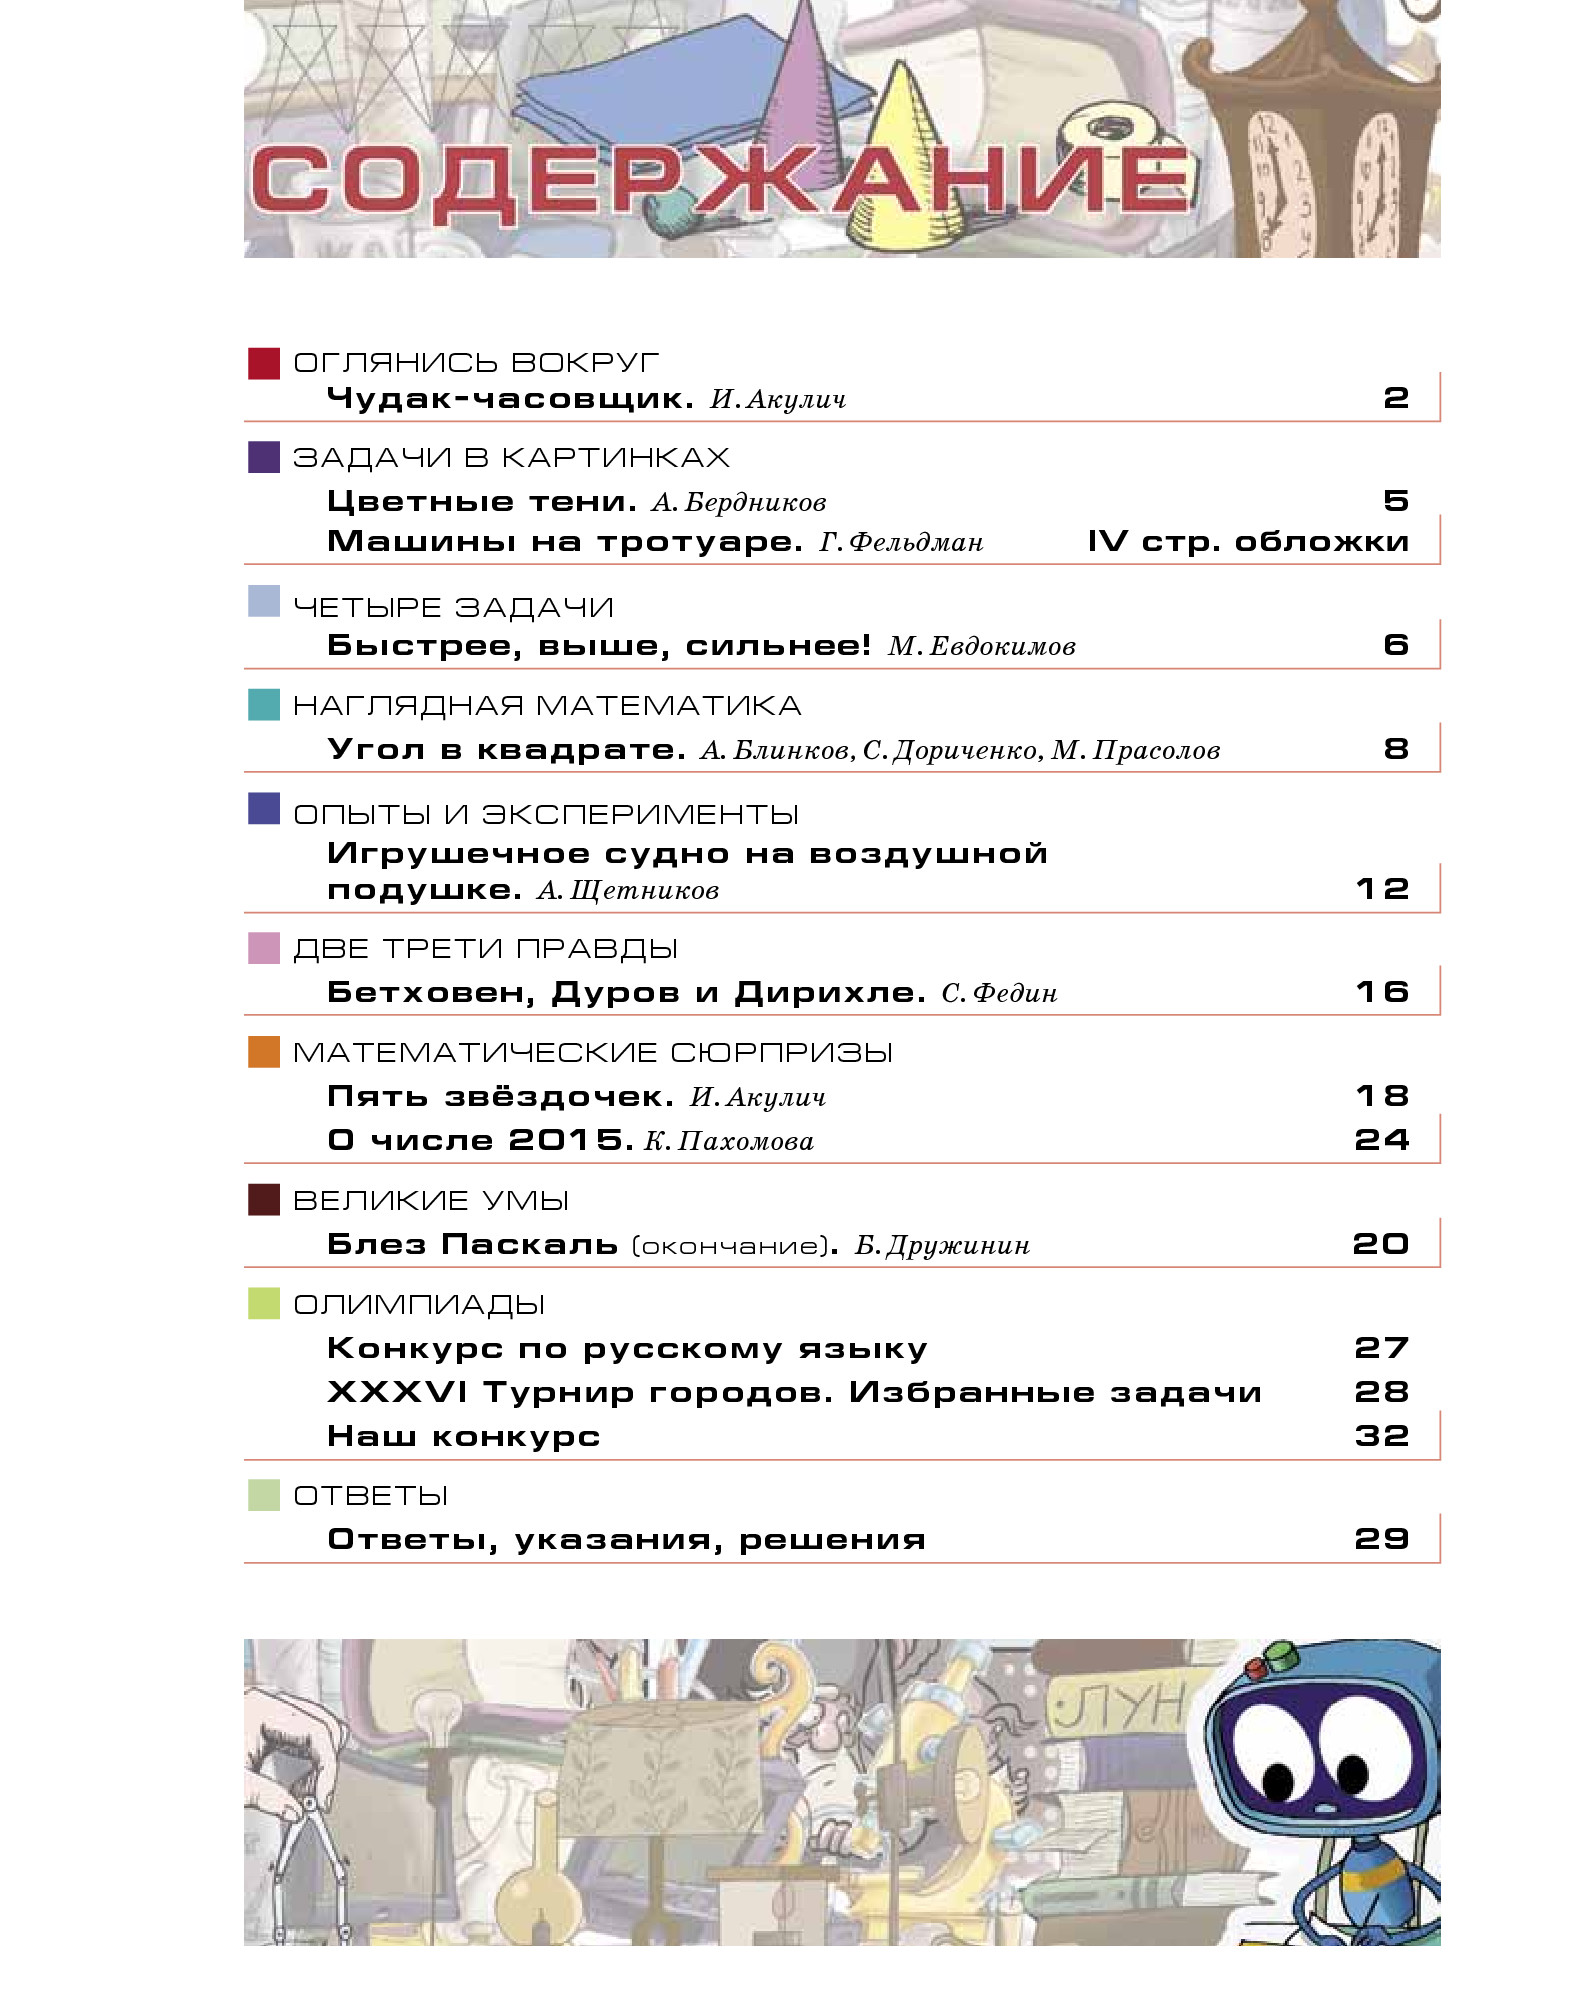 СОДЕРЖАНИЕ
ОГЛЯНИСЬ ВОКРУГ
Чудак-часовщик. И. Акулич 2
ЗАДАЧИ В КАРТИНКАХ
Цветные тени. А. Бердников 5
Машины на тротуаре. Г. Фельдман IV стр. обложки
ЧЕТЫРЕ ЗАДАЧИ
Быстрее, выше, сильнее! М. Евдокимов 6
НАГЛЯДНАЯ МАТЕМАТИКА
Угол в квадрате. А. Блинков, С. Дориченко, М. Прасолов 8
ОПЫТЫ И ЭКСПЕРИМЕНТЫ
Игрушечное судно на воздушной
подушке. А. Щетников 12
ДВЕ ТРЕТИ ПРАВДЫ
Бетховен, Дуров и Дирихле. С. Федин 16
МАТЕМАТИЧЕСКИЕ СЮРПРИЗЫ
Пять звёздочек. И. Акулич 18
О числе 2015. К. Пахомова 24
ВЕЛИКИЕ УМЫ
Блез Паскаль (окончание). Б. Дружинин 20
ОЛИМПИАДЫ
Конкурс по русскому языку 27
XXXVI Турнир городов. Избранные задачи 28
Наш конкурс 32
ОТВЕТЫ
Ответы, указания, решения 29
ЛУН